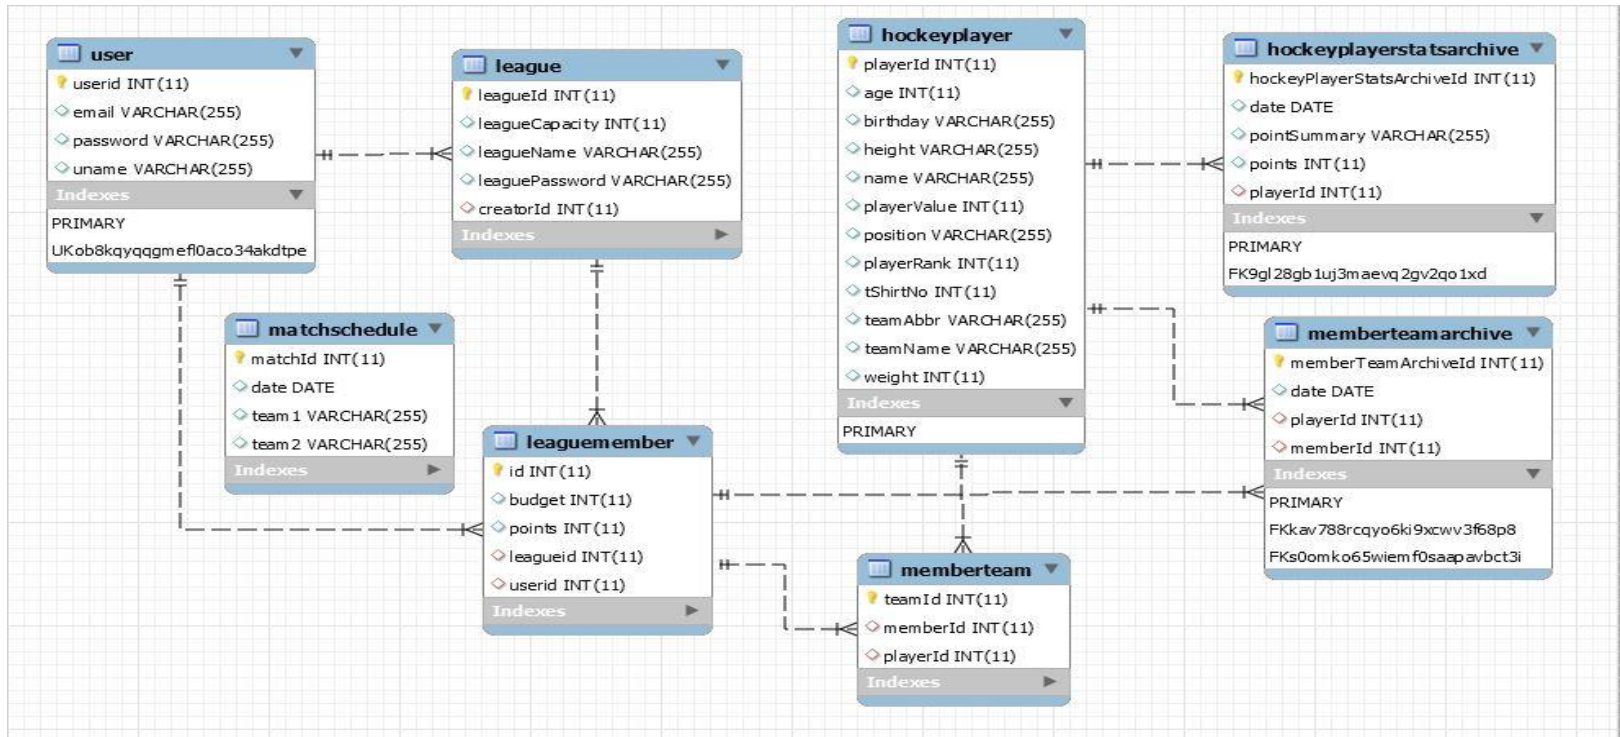 user
userid INT(11)
email VARCHAR(255)
password VARCHAR(255)
uname VARCHAR(255)
Indexes
PRIMARY
UKob8kqyqqgmefl0aco34akdtpe
league
leagueId INT(11)
leagueCapacity INT(11)
leagueName VARCHAR(255)
leaguePassword VARCHAR(255)
creatorId INT(11)
Indexes
hockeyplayer
playerId INT(11)
age INT(11)
birthday VARCHAR(255)
height VARCHAR(255)
name VARCHAR(255)
playerValue INT(11)
position VARCHAR(255)
playerRank INT(11)
tShirtNo INT(11)
teamAbbr VARCHAR(255)
teamName VARCHAR(255)
weight INT(11)
Indexes
PRIMARY
hockeyplayerstatsarchive
hockeyPlayerStatsArchiveId INT(11)
date DATE
pointSummary VARCHAR(255)
points INT(11)
playerId INT(11)
Indexes
PRIMARY
FK9gl28gb1uj3maevq2gv2qo1xd
matchschedule
matchId INT(11)
date DATE
team1 VARCHAR(255)
team2 VARCHAR(255)
Indexes
leaguemember
id INT(11)
budget INT(11)
points INT(11)
leagueid INT(11)
userid INT(11)
Indexes
memberteam
teamId INT(11)
memberId INT(11)
playerId INT(11)
Indexes
memberteamarchive
memberTeamArchiveId INT(11)
date DATE
playerId INT(11)
memberId INT(11)
Indexes
PRIMARY
FKkav788rcqyo6ki9xcwv3f68p8
FKs0omko65wiemf0saapavbct3i